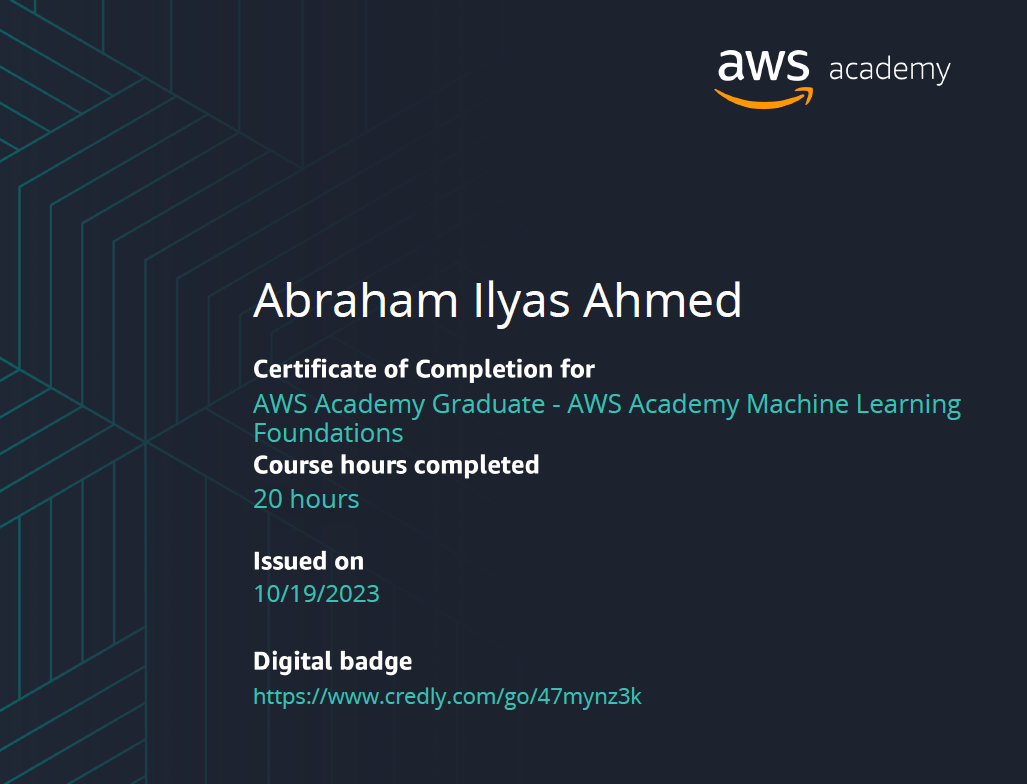 aws academy
Abraham Ilyas Ahmed
Certificate of Completion for
AWS Academy Graduate - AWS Academy Machine Learning
Foundations
Course hours completed
20 hours
Issued on
10/19/2023
Digital badge
https://www.credly.com/go/47mynz3k